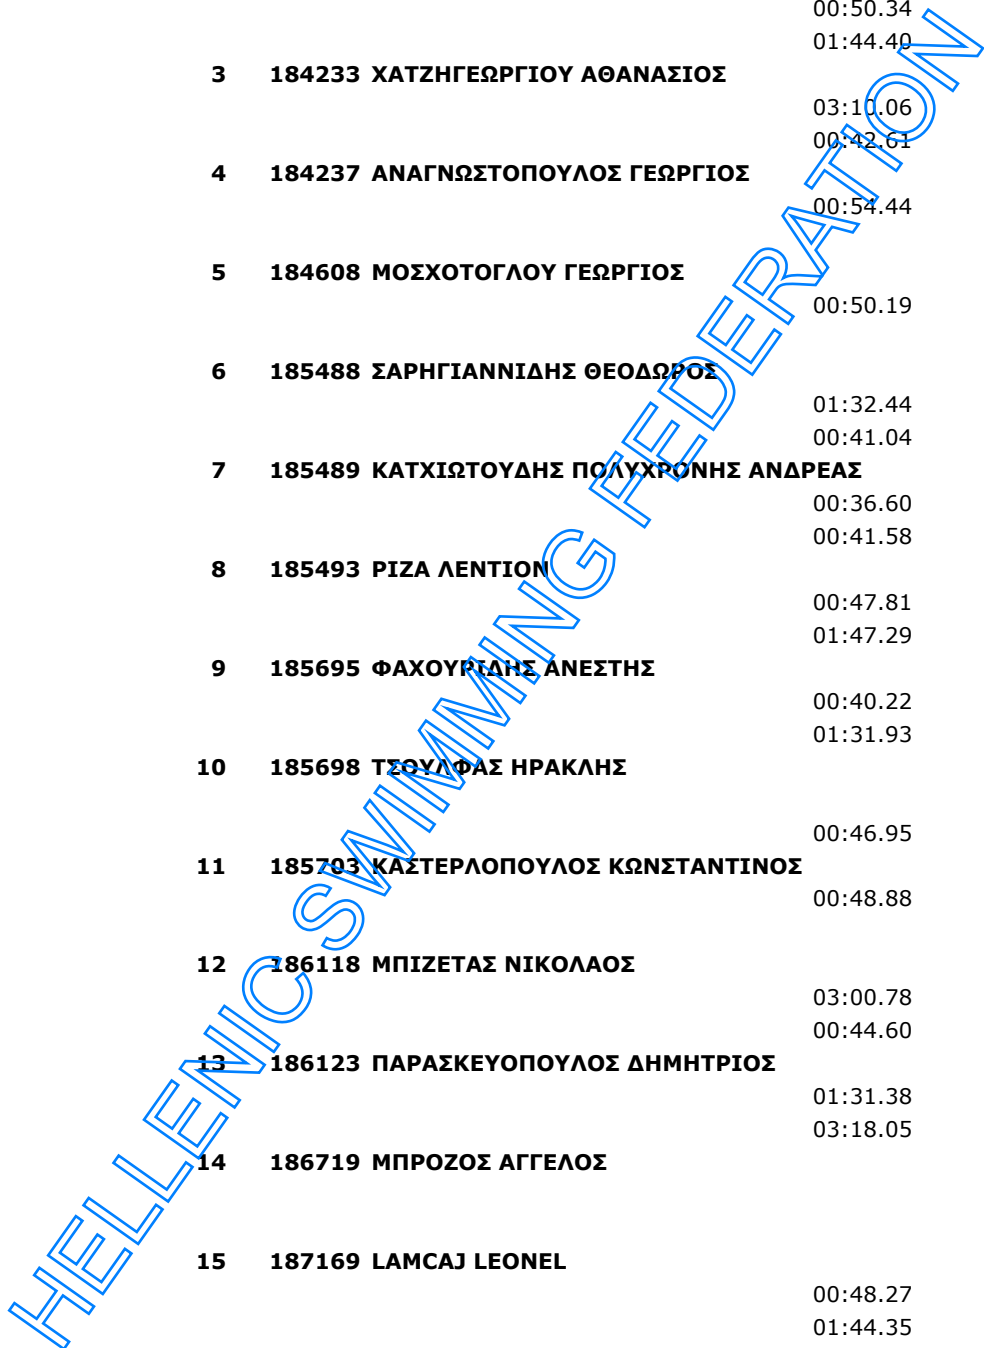 00:50.34
01:44.40
3 184233 ΧΑΤΖΗΓΕΩΡΓΙΟΥ ΑΘΑΝΑΣΙΟΣ
03:10.06
00:42.61
4 184237 ΑΝΑΓΝΩΣΤΟΠΟΥΛΟΣ ΓΕΩΡΓΙΟΣ
00:54.44
5 184608 ΜΟΣΧΟΤΟΓΛΟΥ ΓΕΩΡΓΙΟΣ
00:50.19
6 185488 ΣΑΡΗΓΙΑΝΝΙΔΗΣ ΘΕΟΔΩΡΟΣ
01:32.44
00:41.04
7 185489 ΚΑΤΧΙΩΤΟΥΔΗΣ ΠΟΛΥΧΡΟΝΗΣ ΑΝΔΡΕΑΣ
00:36.60
00:41.58
8 185493 ΡΙΖΑ ΛΕΝΤΙΟΝ
00:47.81
01:47.29
9 185695 ΦΑΧΟΥΡΙΔΗΣ ΑΝΕΣΤΗΣ
00:40.22
01:31.93
10 185698 ΤΣΟΥΛΦΑΣ ΗΡΑΚΛΗΣ
00:46.95
11 185703 ΚΑΣΤΕΡΛΟΠΟΥΛΟΣ ΚΩΝΣΤΑΝΤΙΝΟΣ
00:48.88
12 186118 ΜΠΙΖΕΤΑΣ ΝΙΚΟΛΑΟΣ
03:00.78
00:44.60
13 186123 ΠΑΡΑΣΚΕΥΟΠΟΥΛΟΣ ΔΗΜΗΤΡΙΟΣ
01:31.38
03:18.05
14 186719 ΜΠΡΟΖΟΣ ΑΓΓΕΛΟΣ
15 187169 LAMCAJ LEONEL
00:48.27
01:44.35
HELLENIC SWIMMING FEDERATION